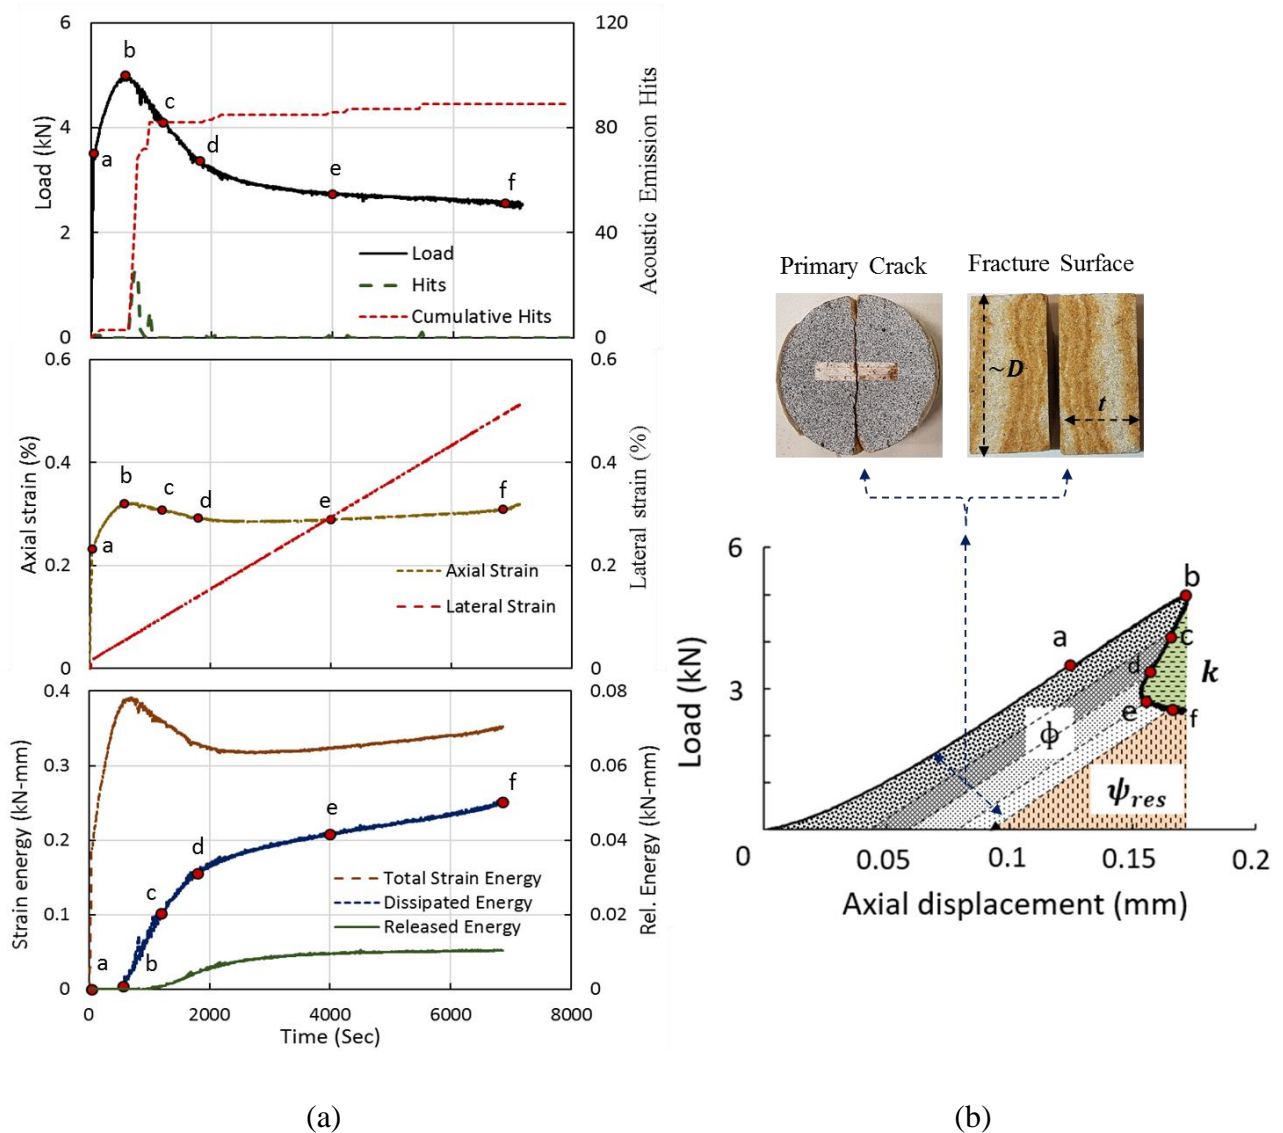 6
120
b
4
c
80
a
d
e
f
Load (kN)
Acoustic Emission Hits
2
40
Load
Hits
Cumulative Hits
0
0
0.6
0.6
0.4
0.4
b
c
d
e
f
a
Axial strain (%)
Lateral strain (%)
0.2
0.2
Axial Strain
Lateral Strain
0
0
0.4
0.08
0.3
0.06
f
e
0.2
0.04
d
c
Strain energy (kN-mm)
Rel. Energy (kN-mm)
Total Strain Energy
Dissipated Energy
Released Energy
0.1
0.02
a
b
0
0
0
2000
4000
6000
8000
Time (Sec)
(a)
Primary Crack
Fracture Surface
~D
t
6
b
a
c
d
k
3
e
f
ϕ
ψres
Load (kN)
0
0.05
0.1
0.15
0.2
Axial displacement (mm)
(b)